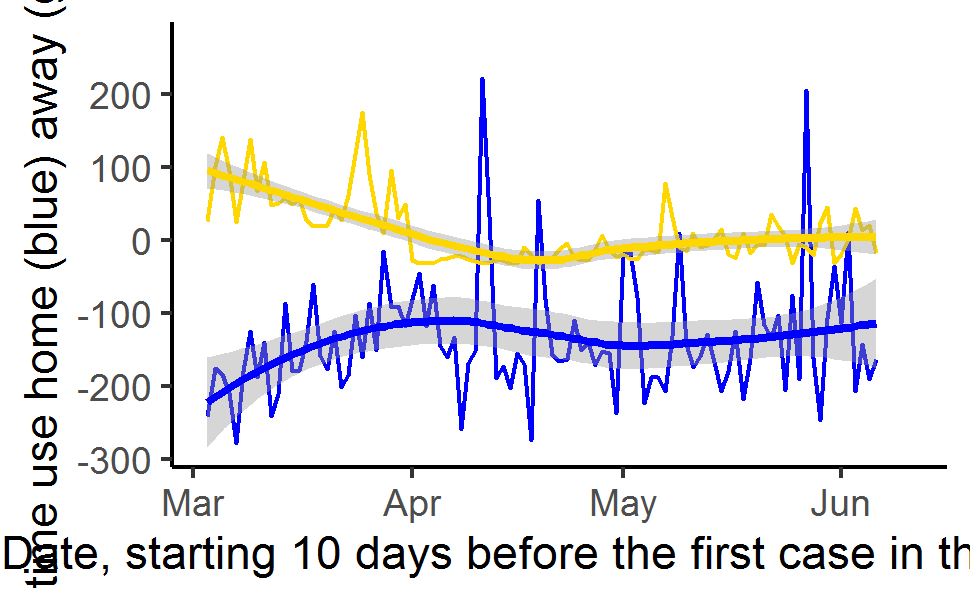 time use home (blue) away (
200
100
0
-100
-200
-300
Mar Apr May Jun
Date, starting 10 days before the first case in th